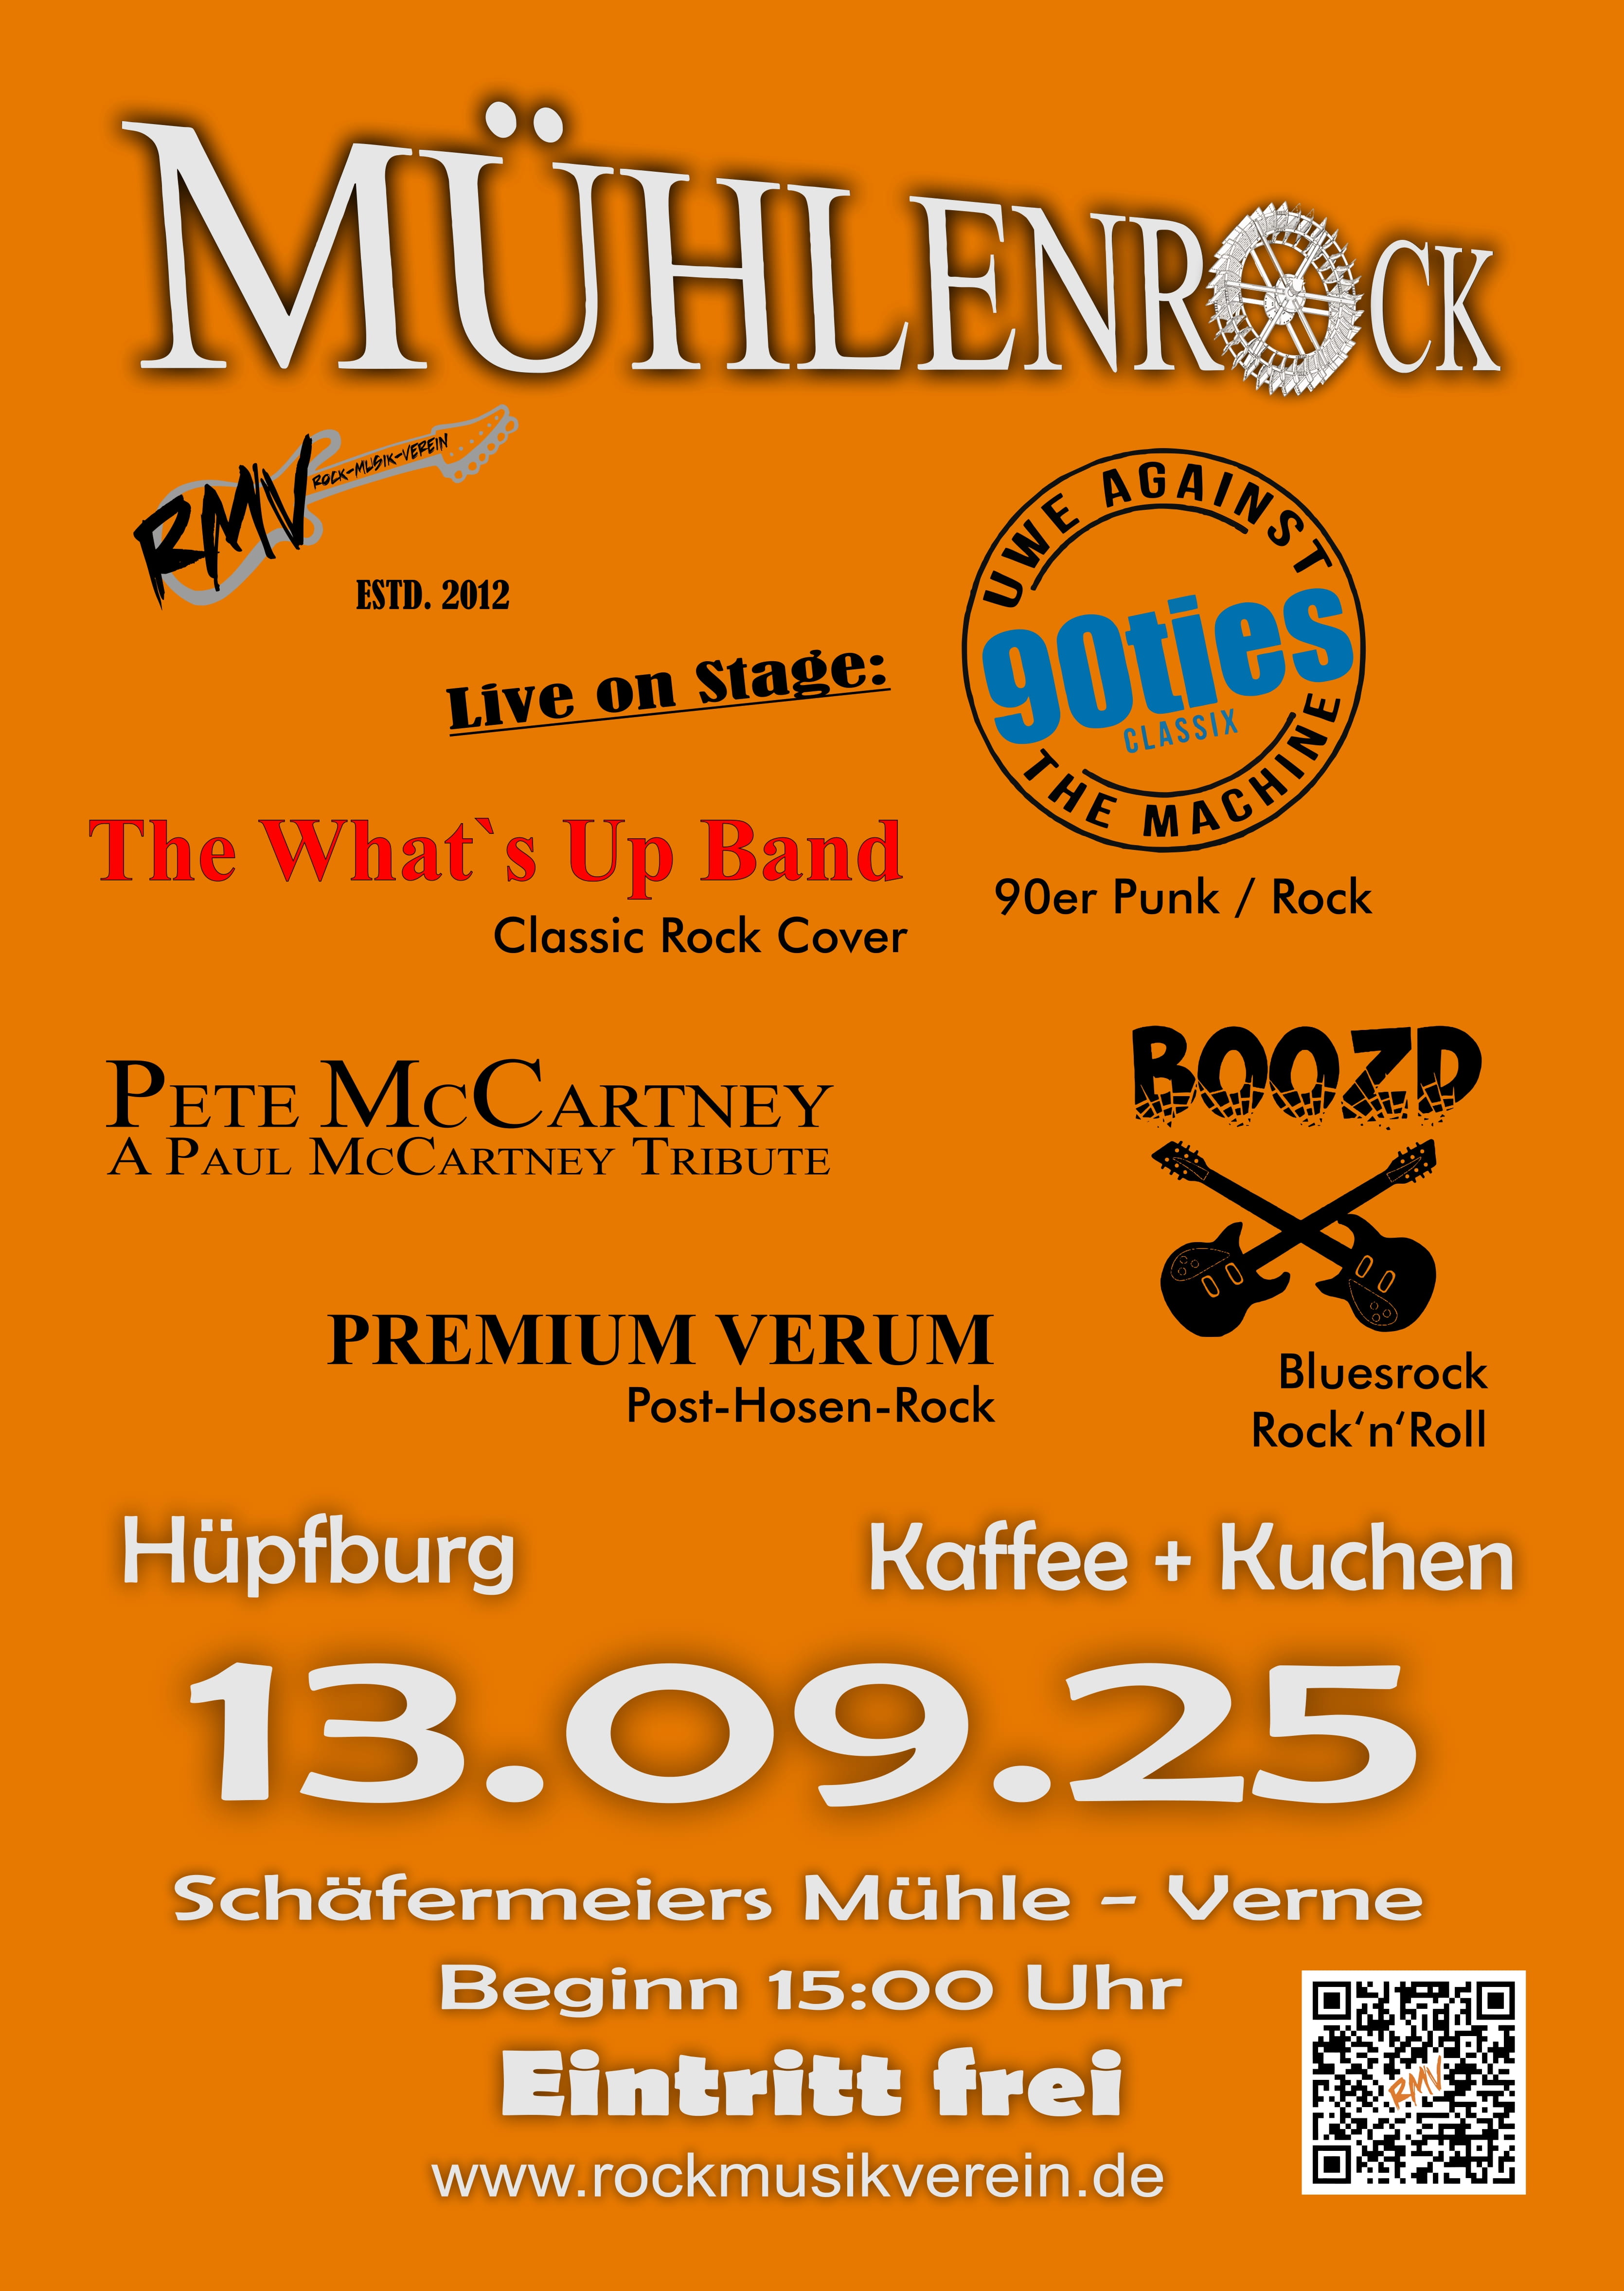 MÜHLENROCK
RMV
ROCK-MUSIK-VEREIN
ESTD. 2012
Live on Stage:
UWE AGAINST
90ties
CLASSIX
THE MACHINE
90er Punk / Rock
The What`s Up Band
Classic Rock Cover
PETE MCCARTNEY
A PAUL MCCARTNEY TRIBUTE
BOOZD
Bluesrock
Rock‘n‘Roll
PREMIUM VERUM
Post-Hosen-Rock
Hüpfburg
Kaffee + Kuchen
13.09.25
Schäfermeiers Mühle - Verne
Beginn 15:00 Uhr
Eintritt frei
www.rockmusikverein.de
RMV